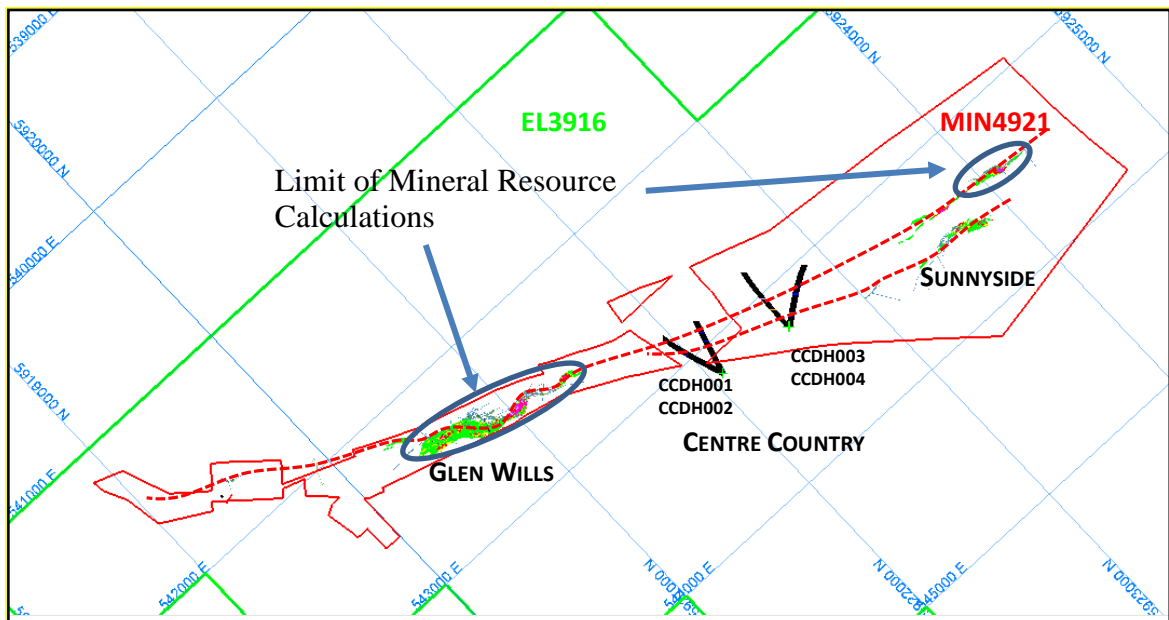 539000 E
5924000 N
5925000 N
EL3916
MIN4921
5920000 N
Limit of Mineral Resource
Calculations
540000 E
SUNNYSIDE
CCDH003
CCDH004
CCDH001
CCDH002
5919000 N
CENTRE COUNTRY
GLEN WILLS
541000 E
542000 E
543000 E
5922000 N
545000 E
5923000 N